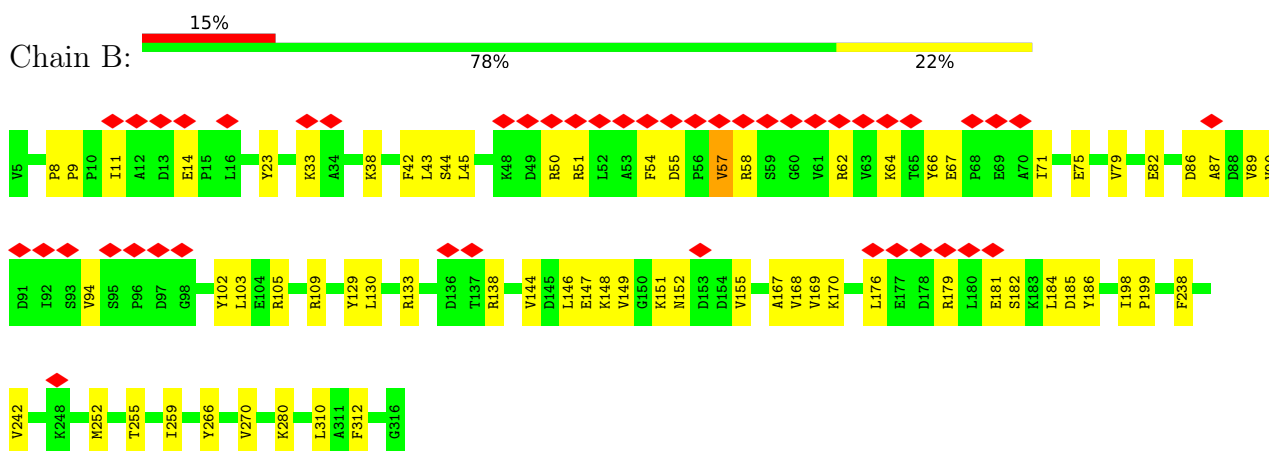 15%
Chain B:
78%
22%
V5 P8 P9 P10 I11 A12 D13 E14 P15 L16 Y23 K33 A34 K38 F42 L43 S44 L45 K48 D49 R50 R51 L52 A53 F54 D55 P56 V57 R58 S59 G60 V61 R62 V63 K64 T65 Y66 E67 P68 E69 A70 I71 E75 V79 E82 D86 A87 D88 V89
D91 I92 S93 V94 S95 P96 D97 G98 Y102 L103 E104 R105 R109 Y129 L130 R133 D136 T137 R138 V144 D145 L146 E147 K148 V149 G150 K151 N152 D153 D154 V155 A167 V168 V169 K170 L176 E177 D178 R179 L180 E181 S182 K183 L184 D185 Y186 I198 P199 F238
V242 K248 M252 T255 I259 Y266 V270 K280 L310 A311 F312 G316